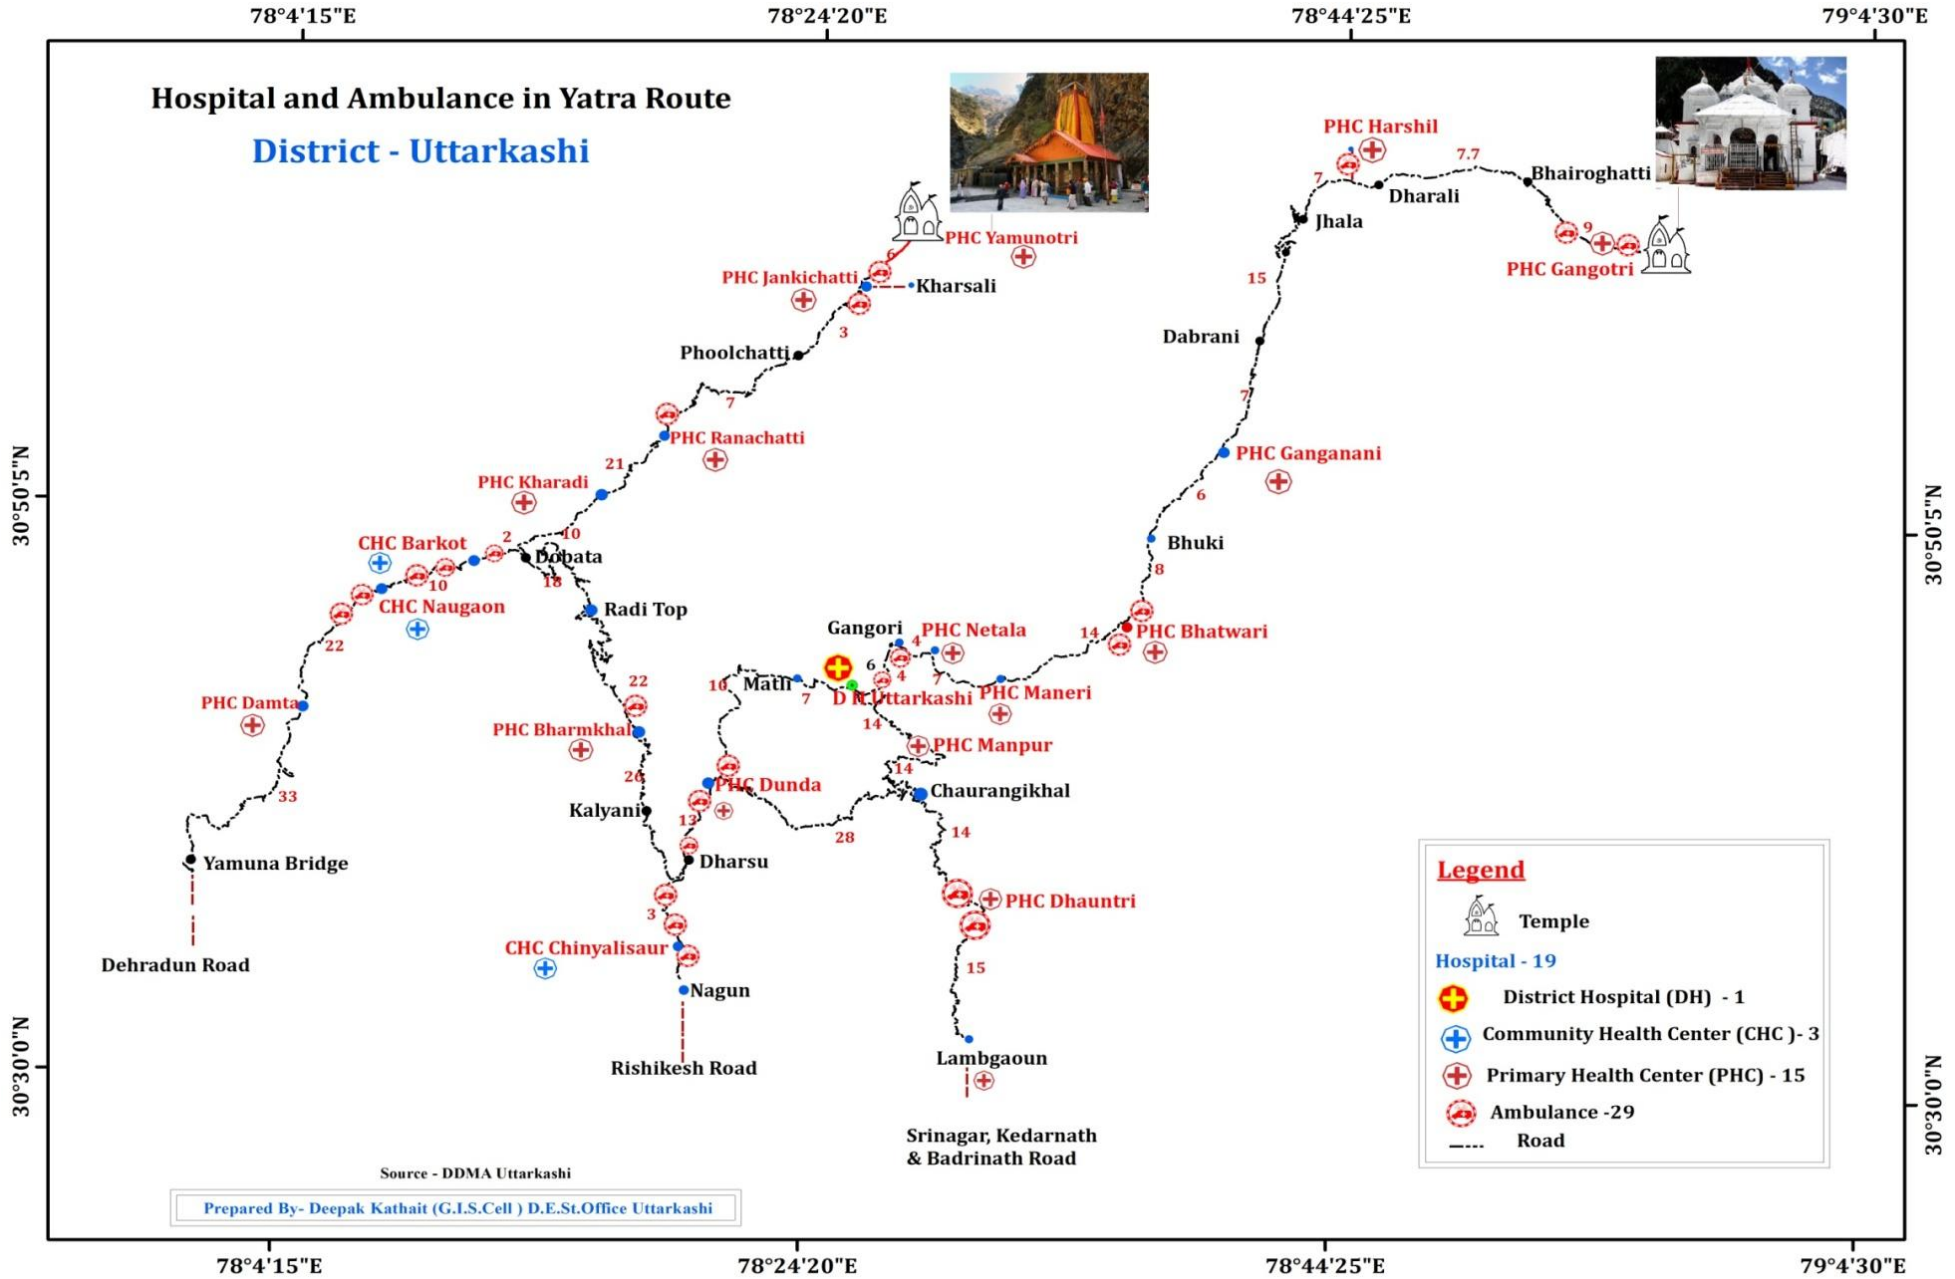 78°4'15"E
78°24'20"E
78°44'25"E
79°4'30"E
Hospital and Ambulance in Yatra Route
District - Uttarkashi
PHC Harshil
7
7.7
Bhairoghatti
Dharali
Jhala
9
PHC Gangotri
PHC Yamunotri
6
PHC Jankichatti
Kharsali
3
15
Dabrani
Phoolchatti
7
7
PHC Ranachatti
21
PHC Kharadi
PHC Ganganani
6
30°50'5"N
30°50'5"N
10
2
CHC Barkot
Dobata
18
10
CHC Naugaon
Bhuki
8
Radi Top
22
Gangori
4
PHC Netala
14
PHC Bhatwari
6
4
7
Matli
10
7
D H Uttarkashi
PHC Maneri
22
14
PHC Damta
PHC Bharmkhal
PHC Manpur
14
26
PHC Dunda
Chaurangikhal
33
Kalyani
13
28
14
Yamuna Bridge
Dharsu
PHC Dhauntri
3
CHC Chinyalisaur
15
Dehradun Road
Nagun
Lambgaoun
Rishikesh Road
30°30'0"N
30°30'0"N
Srinagar, Kedarnath
& Badrinath Road
Legend
Temple
Hospital - 19
District Hospital (DH) - 1
Community Health Center (CHC )- 3
Primary Health Center (PHC) - 15
Ambulance -29
Road
Source - DDMA Uttarkashi
Prepared By- Deepak Kathait (G.I.S.Cell ) D.E.St.Office Uttarkashi
78°4'15"E
78°24'20"E
78°44'25"E
79°4'30"E